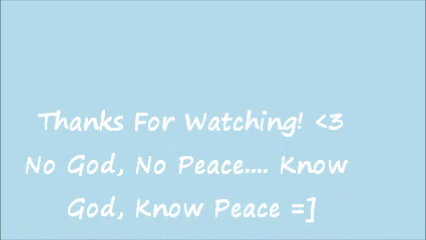 Thanks For Watching! <3
No God, No Peace.... Know
God, Know Peace =]